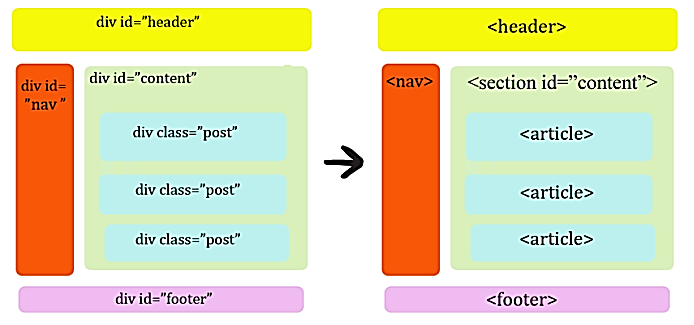 div id=”header”
div id=
”nav ”
div id=”content”
div class=”post”
div class=”post”
div class=”post”
div id=”footer”
<header>
<nav>
<section id=”content”>
<article>
<article>
<article>
<footer>